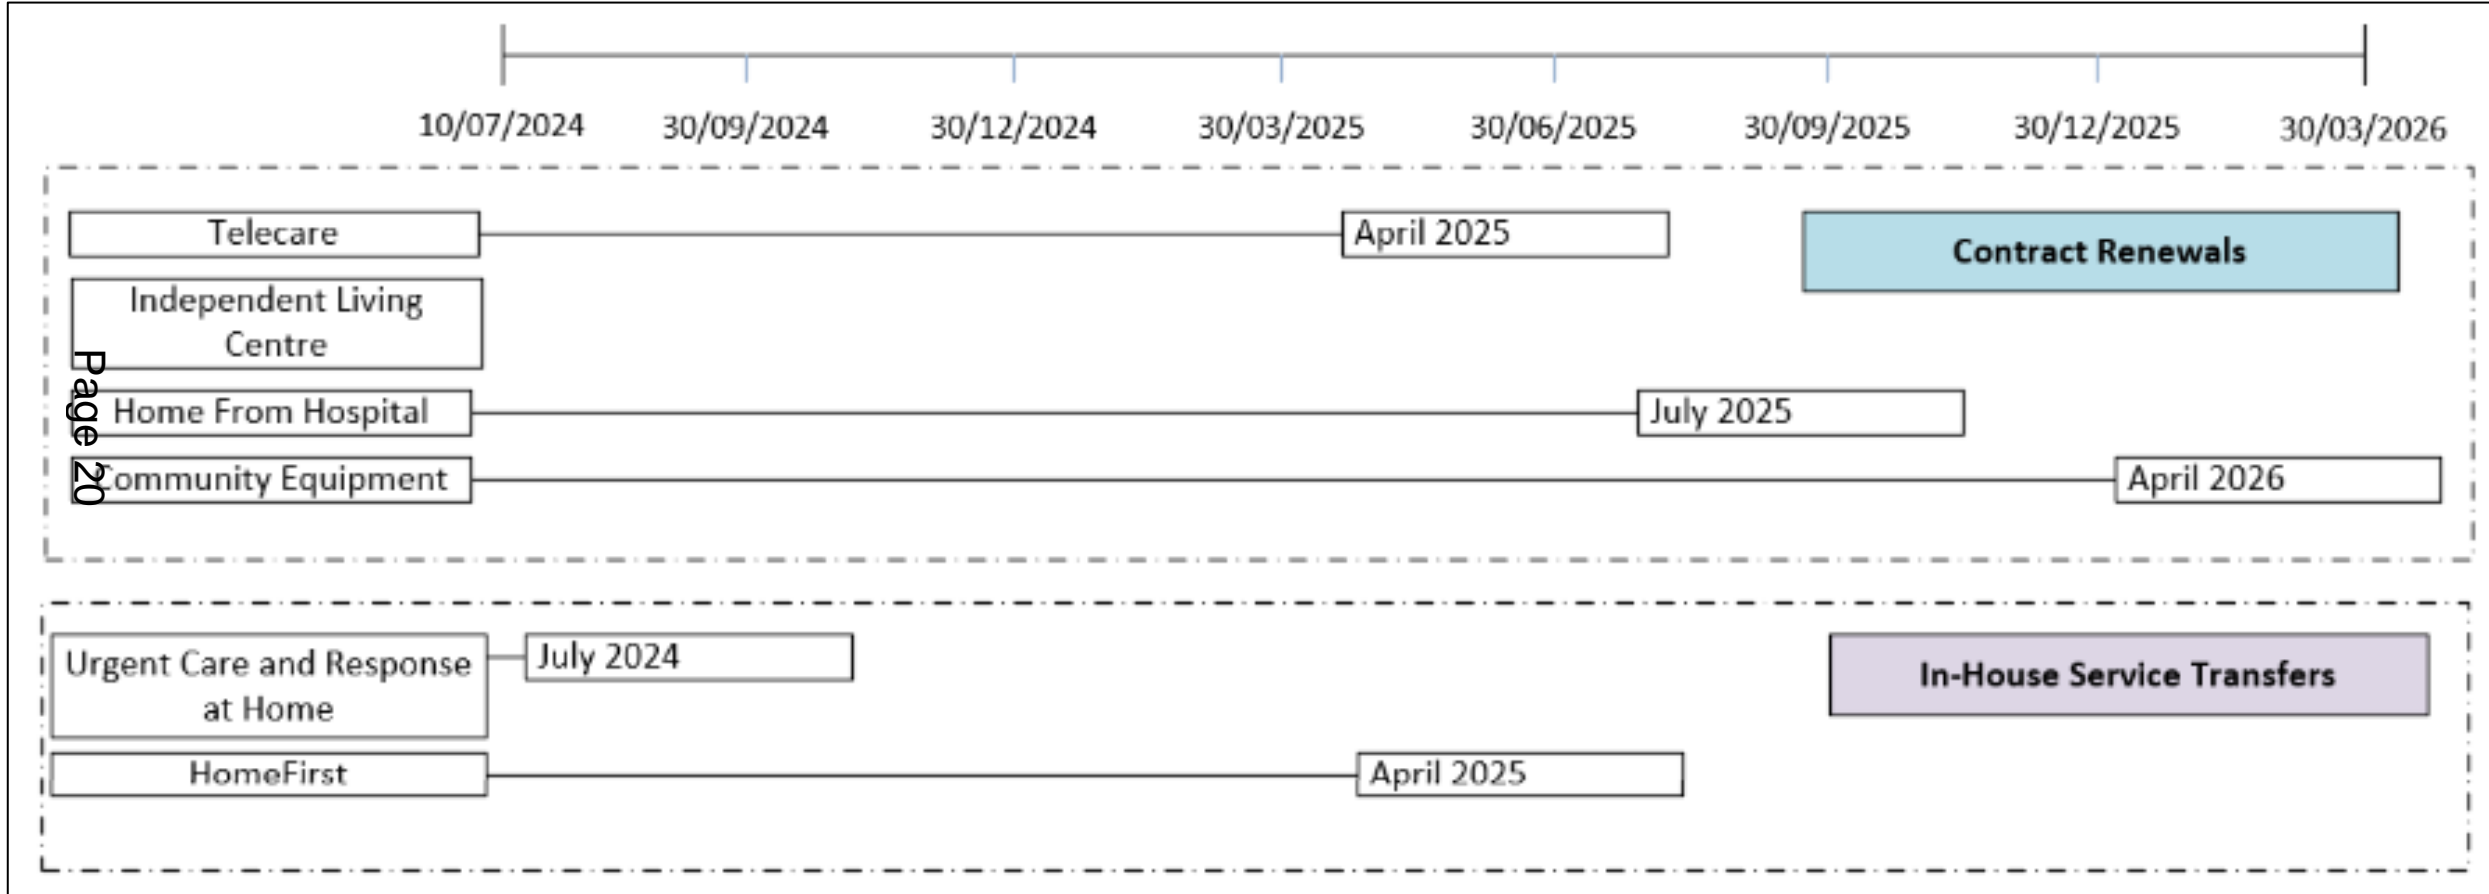 10/07/2024 30/09/2024 30/12/2024 30/03/2025 30/06/2025 30/09/2025 30/12/2025 30/03/2026
Telecare April 2025 Contract Renewals
Independent Living
Centre
Home From Hospital July 2025
Community Equipment April 2026
Page 20
Urgent Care and Response July 2024 In-House Service Transfers
at Home
HomeFirst April 2025